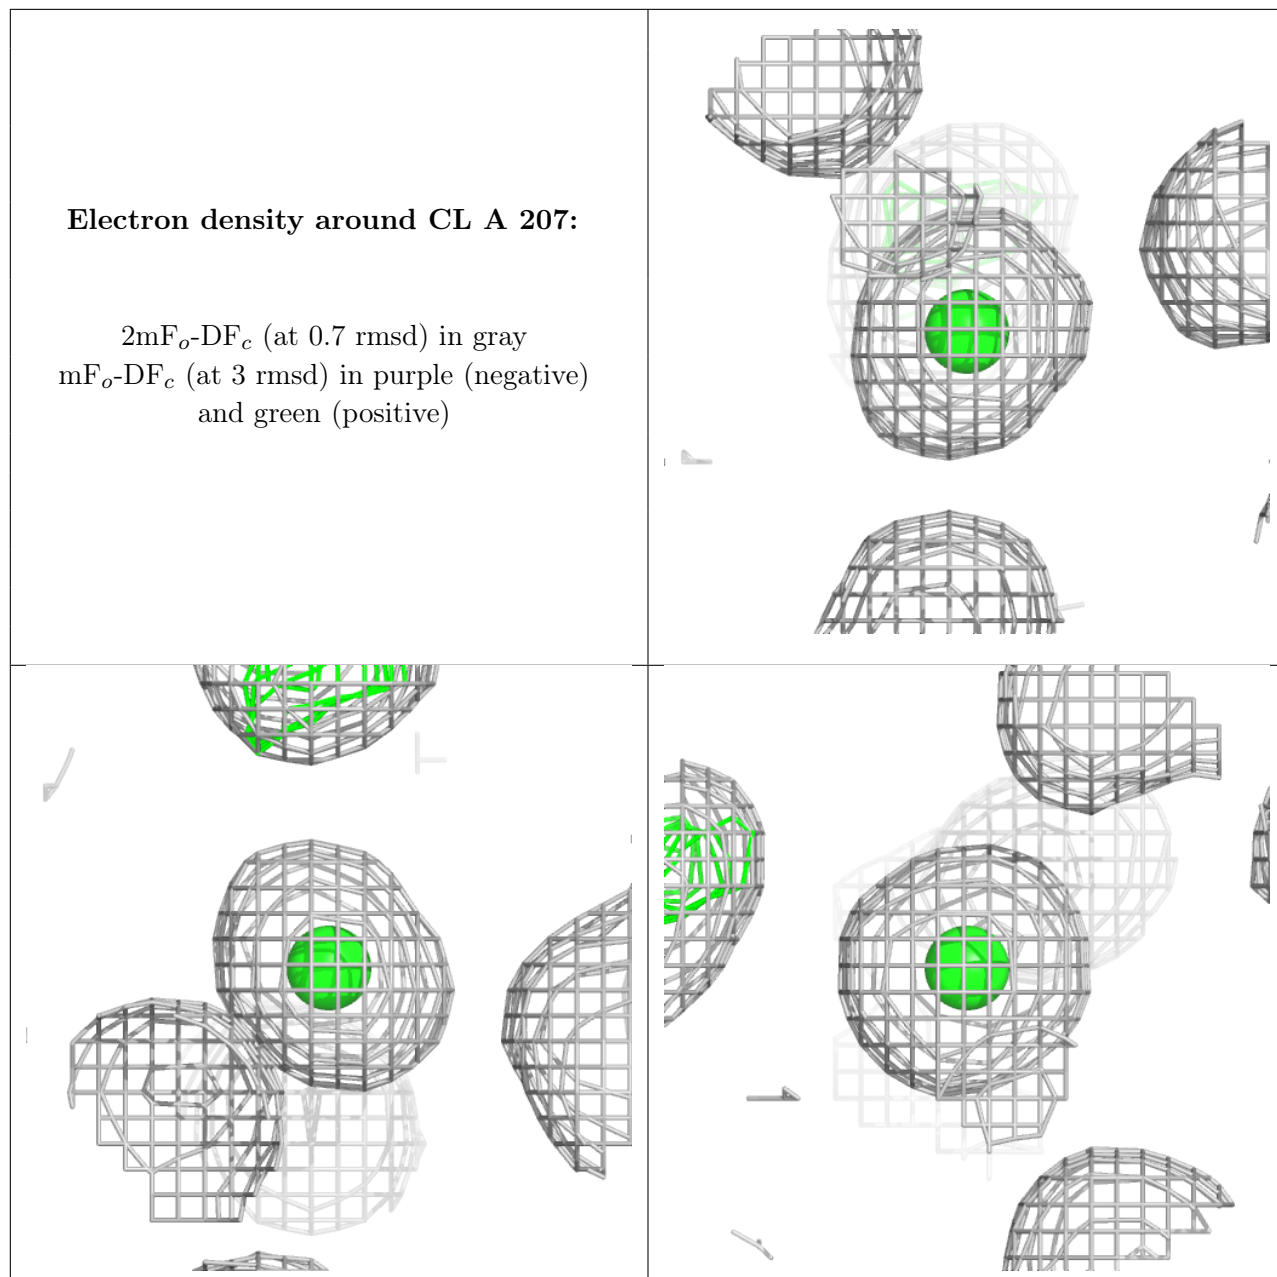 Electron density around CL A 207:
2mFo-DFc (at 0.7 rmsd) in gray
mFo-DFc (at 3 rmsd) in purple (negative)
and green (positive)